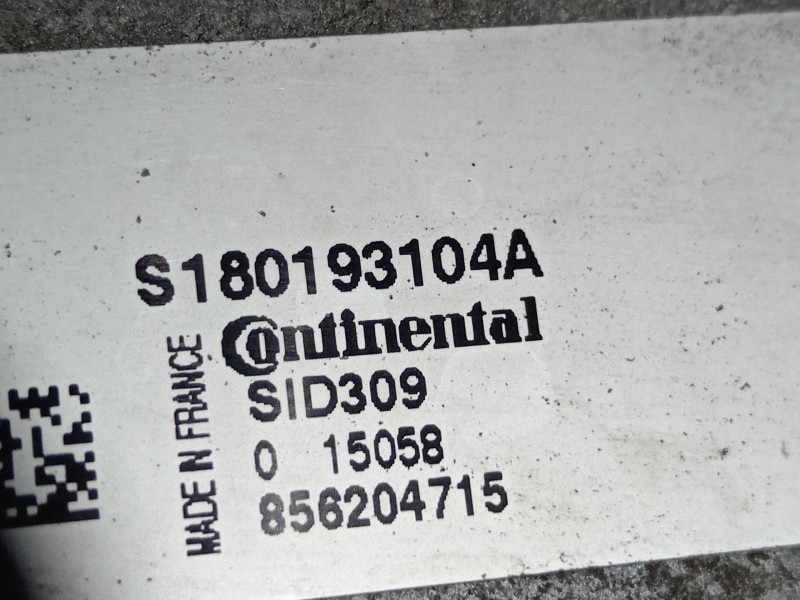 S180193104A
Continental
SID309
0 15058
856204715
MADE IN FRANCE